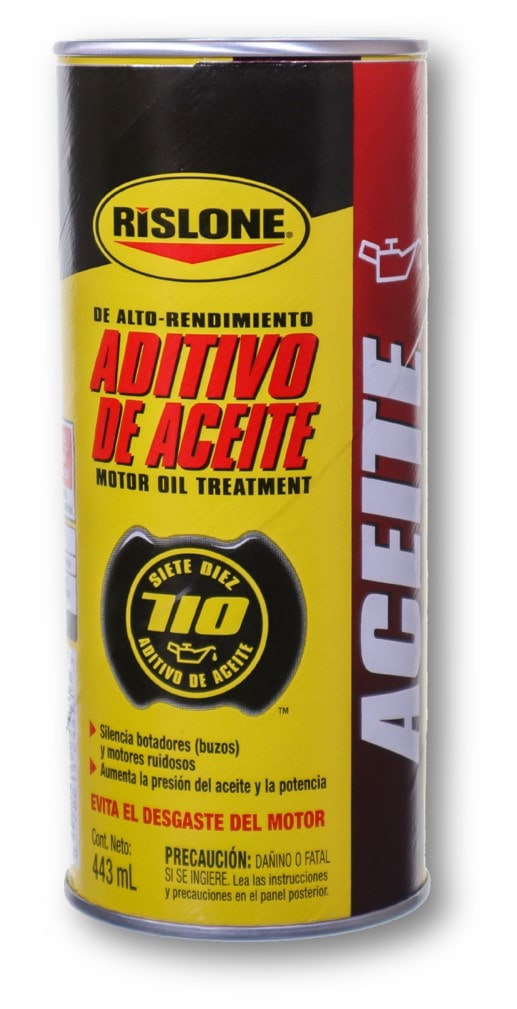 RiSLONE®
DE ALTO-RENDIMIENTO
ADITIVO
DE ACEITE
MOTOR OIL TREATMENT
SIETE DIEZ
710
ADITIVO DE ACEITE
TM
Silencia botadores (buzos)
y motores ruidosos
Aumenta la presión del aceite y la potencia
EVITA EL DESGASTE DEL MOTOR
Cont. Neto:
443 mL
PRECAUCIÓN: DAÑINO O FATAL
SI SE INGIERE. Lea las instrucciones
y precauciones en el panel posterior.
ACEITE